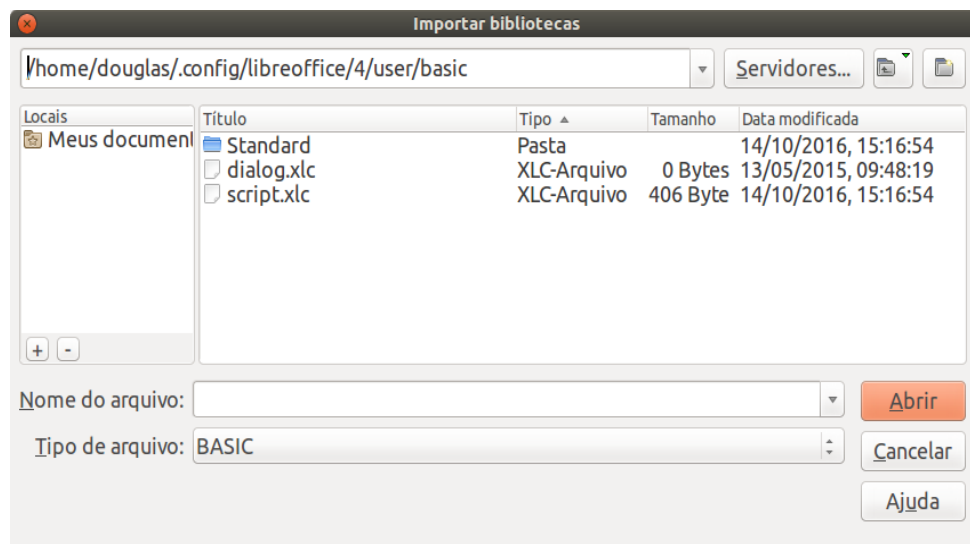 Importar bibliotecas
/home/douglas/.config/libreoffice/4/user/basic
Servidores...
Locais
Meus document
Título Tipo Tamanho Data modificada
Standard Pasta 14/10/2016, 15:16:54
dialog.xlc XLC-Arquivo 0 Bytes 13/05/2015, 09:48:19
script.xlc XLC-Arquivo 406 Byte 14/10/2016, 15:16:54
+ -
Nome do arquivo:
Abrir
Tipo de arquivo: BASIC
Cancelar
Ajuda